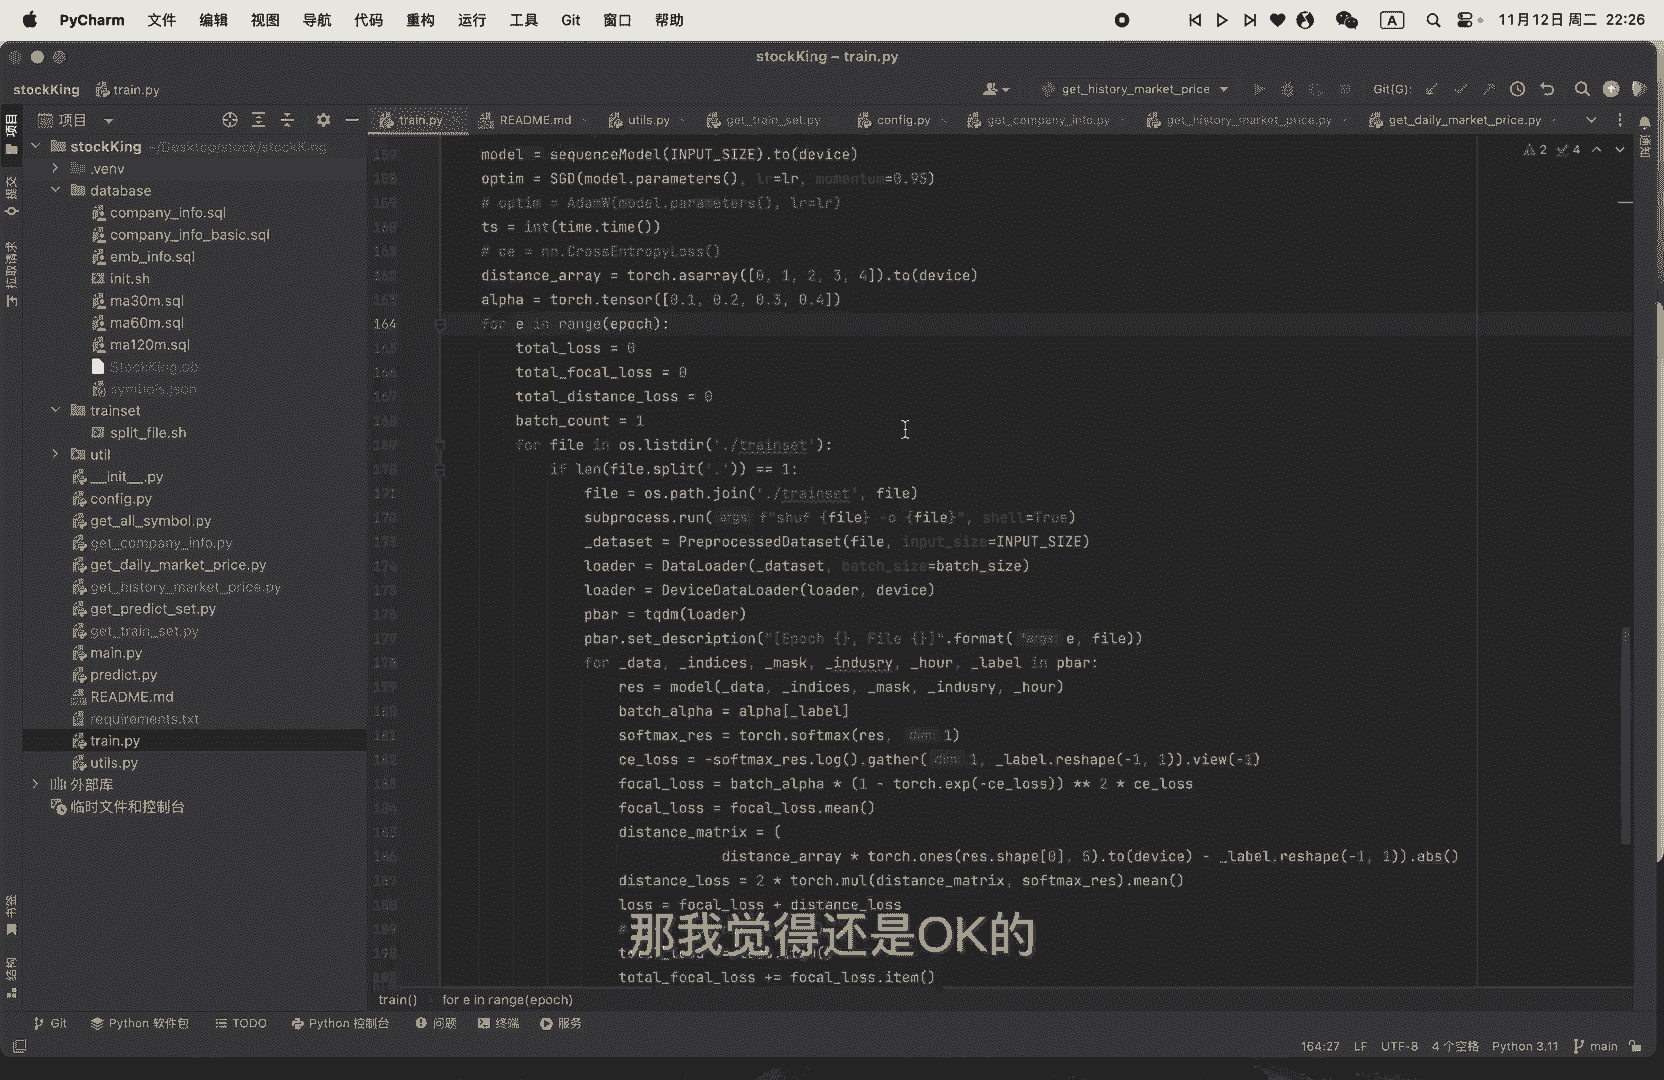 PyCharm 文件 编辑 视图 导航 代码 重构 运行 工具 Git 窗口 帮助 A 11月12日 周二 22:26
stockKing – train.py
stockKing train.py get_history_market_price Git(G):
项目 train.py README.md utils.py get_train_set.py config.py get_company_info.py get_history_market_price.py get_daily_market_price.py
项目
提交
拉取请求
书签
结构
通知
stockKing ~/Desktop/stock/stockKing
.venv
database
company_info.sql
company_info_basic.sql
emb_info.sql
init.sh
ma30m.sql
ma60m.sql
ma120m.sql
symbols.json
trainset
split_file.sh
util
__init__.py
config.py
get_all_symbol.py
get_company_info.py
get_daily_market_price.py
get_history_market_price.py
get_predict_set.py
get_train_set.py
main.py
predict.py
README.md
requirements.txt
train.py
utils.py
外部库
临时文件和控制台
2 4
model = sequenceModel(INPUT_SIZE).to(device)
optim = SGD(model.parameters(), lr=lr, momentum=0.95)
# optim = AdamW(model.parameters(), lr=lr)
ts = int(time.time())
# ce = nn.CrossEntropyLoss()
distance_array = torch.asarray([0, 1, 2, 3, 4]).to(device)
alpha = torch.tensor([0.1, 0.2, 0.3, 0.4])
164 for e in range(epoch):
total_loss = 0
total_focal_loss = 0
total_distance_loss = 0
batch_count = 1
for file in os.listdir('./trainset'):
if len(file.split('.')) == 1:
file = os.path.join('./trainset', file)
subprocess.run( args: f"shuf {file} -o {file}", shell=True)
_dataset = PreprocessedDataset(file, input_size=INPUT_SIZE)
loader = DataLoader(_dataset, batch_size=batch_size)
loader = DeviceDataLoader(loader, device)
pbar = tqdm(loader)
pbar.set_description("[Epoch {}, File {}]".format( *args: e, file))
for _data, _indices, _mask, _indusry, _hour, _label in pbar:
res = model(_data, _indices, _mask, _indusry, _hour)
batch_alpha = alpha[_label]
softmax_res = torch.softmax(res, dim: 1)
ce_loss = -softmax_res.log().gather( dim: 1, _label.reshape(-1, 1)).view(-1)
focal_loss = batch_alpha * (1 - torch.exp(-ce_loss)) ** 2 * ce_loss
focal_loss = focal_loss.mean()
distance_matrix = (
distance_array * torch.ones(res.shape[0], 5).to(device) - _label.reshape(-1, 1)).abs()
distance_loss = 2 * torch.mul(distance_matrix, softmax_res).mean()
loss = focal_loss + distance_loss
那我觉得还是OK的
total_focal_loss += focal_loss.item()
train() for e in range(epoch)
Git Python 软件包 TODO Python 控制台 问题 终端 服务
164:27 LF UTF-8 4 个空格 Python 3.11 main